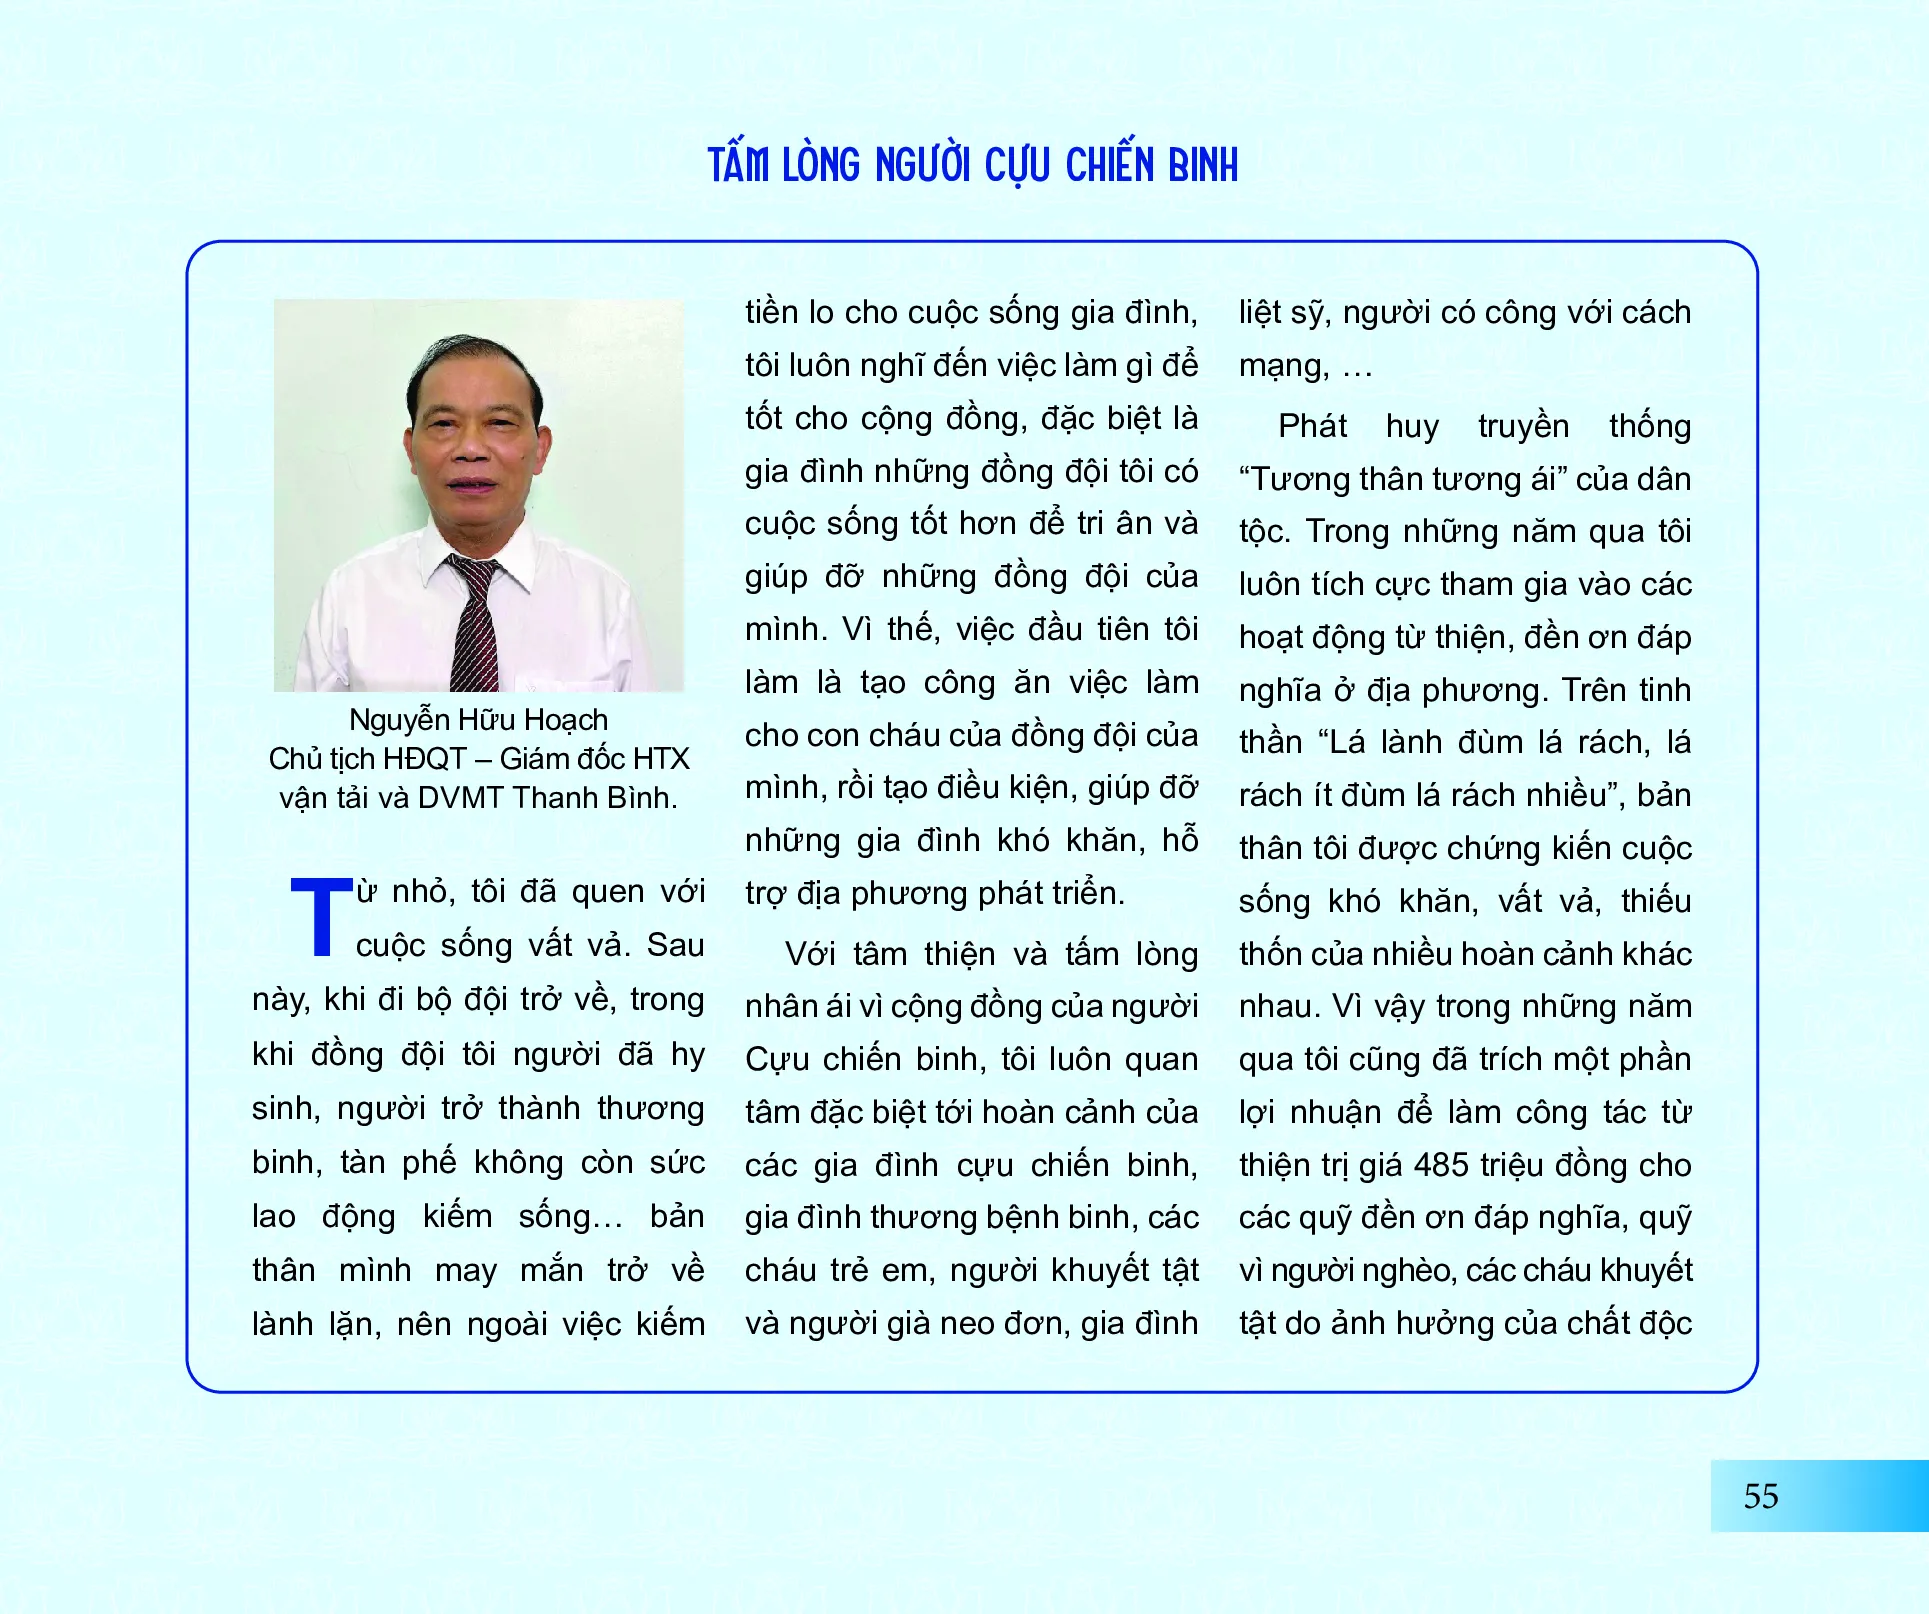 TẤM LÒNG NGƯỜI CỰU CHIẾN BINH
Nguyễn Hữu Hoạch
Chủ tịch HĐQT – Giám đốc HTX
vận tải và DVMT Thanh Bình.
Từ nhỏ, tôi đã quen với
cuộc sống vất vả. Sau
này, khi đi bộ đội trở về, trong
khi đồng đội tôi người đã hy
sinh, người trở thành thương
binh, tàn phế không còn sức
lao động kiếm sống… bản
thân mình may mắn trở về
lành lặn, nên ngoài việc kiếm
tiền lo cho cuộc sống gia đình,
tôi luôn nghĩ đến việc làm gì để
tốt cho cộng đồng, đặc biệt là
gia đình những đồng đội tôi có
cuộc sống tốt hơn để tri ân và
giúp đỡ những đồng đội của
mình. Vì thế, việc đầu tiên tôi
làm là tạo công ăn việc làm
cho con cháu của đồng đội của
mình, rồi tạo điều kiện, giúp đỡ
những gia đình khó khăn, hỗ
trợ địa phương phát triển.
Với tâm thiện và tấm lòng
nhân ái vì cộng đồng của người
Cựu chiến binh, tôi luôn quan
tâm đặc biệt tới hoàn cảnh của
các gia đình cựu chiến binh,
gia đình thương bệnh binh, các
cháu trẻ em, người khuyết tật
và người già neo đơn, gia đình
liệt sỹ, người có công với cách
mạng, …
Phát huy truyền thống
“Tương thân tương ái” của dân
tộc. Trong những năm qua tôi
luôn tích cực tham gia vào các
hoạt động từ thiện, đền ơn đáp
nghĩa ở địa phương. Trên tinh
thần “Lá lành đùm lá rách, lá
rách ít đùm lá rách nhiều”, bản
thân tôi được chứng kiến cuộc
sống khó khăn, vất vả, thiếu
thốn của nhiều hoàn cảnh khác
nhau. Vì vậy trong những năm
qua tôi cũng đã trích một phần
lợi nhuận để làm công tác từ
thiện trị giá 485 triệu đồng cho
các quỹ đền ơn đáp nghĩa, quỹ
vì người nghèo, các cháu khuyết
tật do ảnh hưởng của chất độc
55